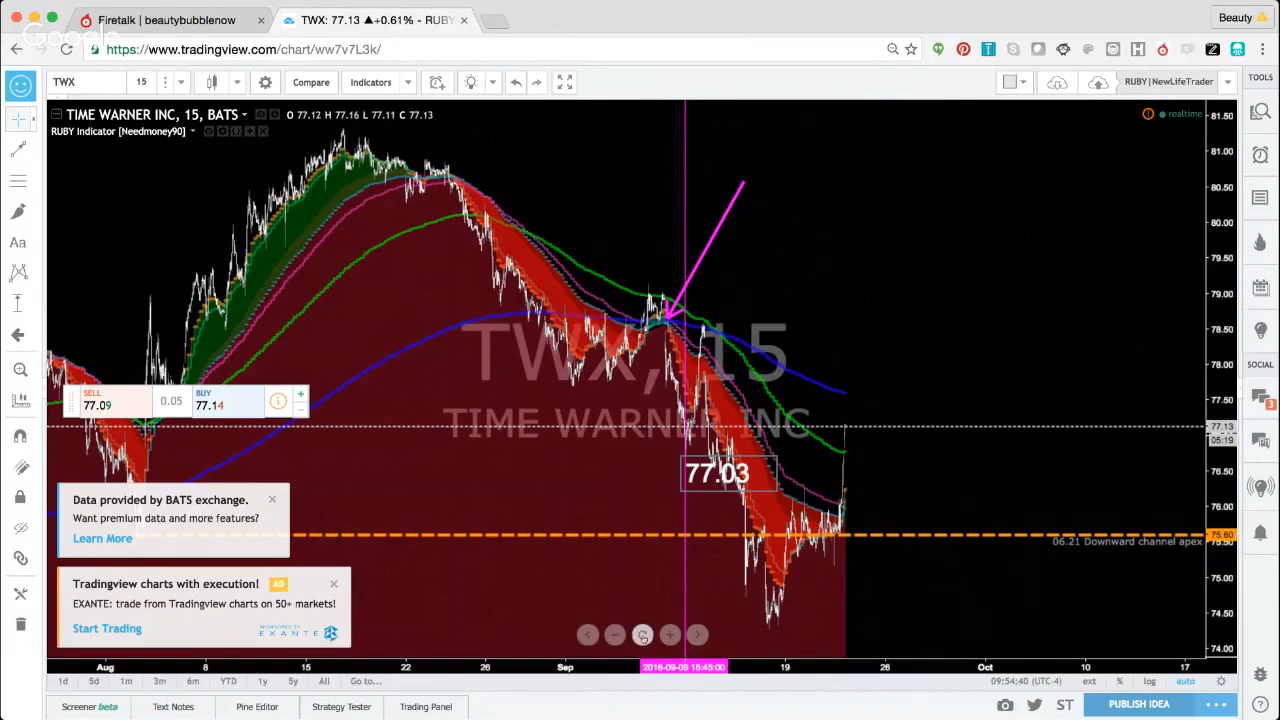 Firetalk | beautybubblenow
TWX: 77.13 ▲+0.61% - RUBY
Beauty
Google
https://www.tradingview.com/chart/ww7v7L3k/
TWX
15
Compare
Indicators
RUBY|NewLifeTrader
TOOLS
TIME WARNER INC, 15, BATS
O 77.12 H 77.16 L 77.11 C 77.13
realtime
RUBY Indicator [Needmoney90]
Aa
81.50
81.00
80.50
80.00
79.50
79.00
78.50
78.00
77.50
77.13
05:19
76.50
76.00
75.60
75.50
75.00
74.50
74.00
SELL
77.09
0.05
BUY
77.14
TWX, 15
TIME WARNER INC
77.03
SOCIAL
3
Data provided by BATS exchange.
Want premium data and more features?
Learn More
06.21 Downward channel apex
Tradingview charts with execution! AD
EXANTE: trade from Tradingview charts on 50+ markets!
Start Trading
SPONSORED BY
EXANTE
Aug 8 15 22 26 Sep 2016-09-09 15:45:00 19 26 Oct 10 17
1d 5d 1m 3m 6m YTD 1y 5y All Go to...
09:54:40 (UTC-4) ext % log auto
Screener beta
Text Notes
Pine Editor
Strategy Tester
Trading Panel
ST
PUBLISH IDEA